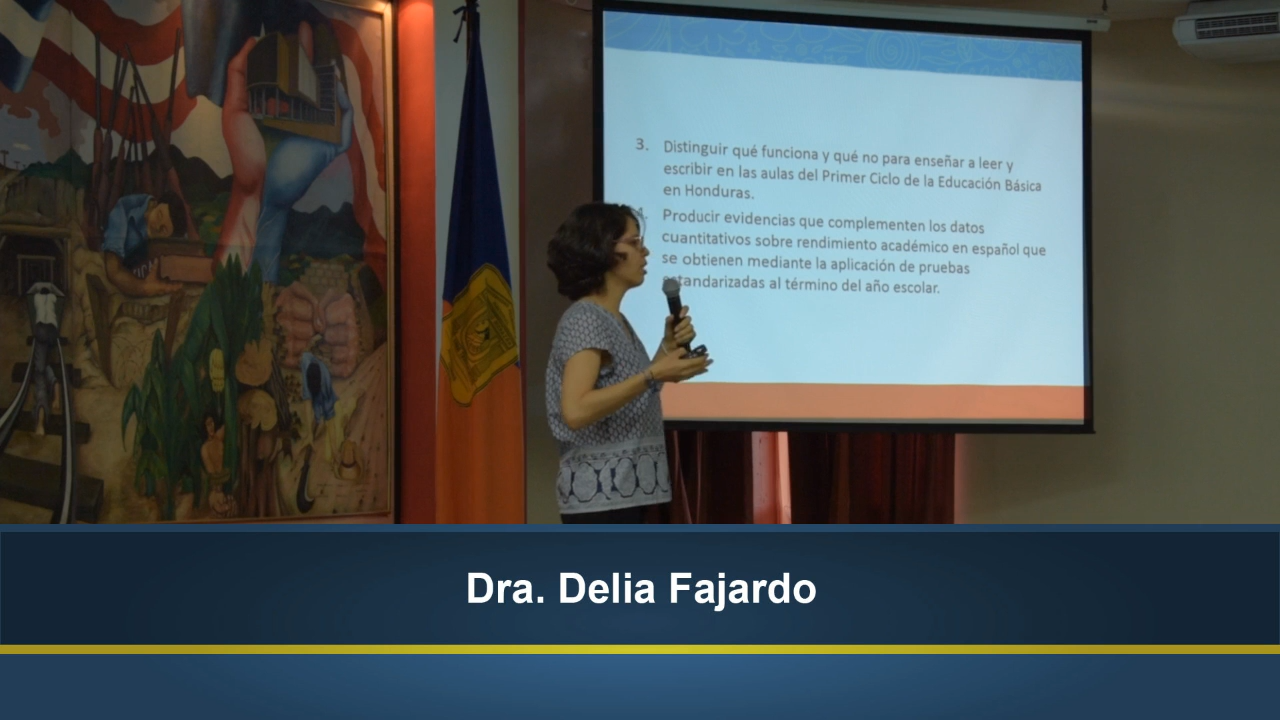 3. Distinguir qué funciona y qué no para enseñar a leer y
escribir en las aulas del Primer Ciclo de la Educación Básica
en Honduras.
4. Producir evidencias que complementen los datos
cuantitativos sobre rendimiento académico en español que
se obtienen mediante la aplicación de pruebas
estandarizadas al término del año escolar.
Dra. Delia Fajardo